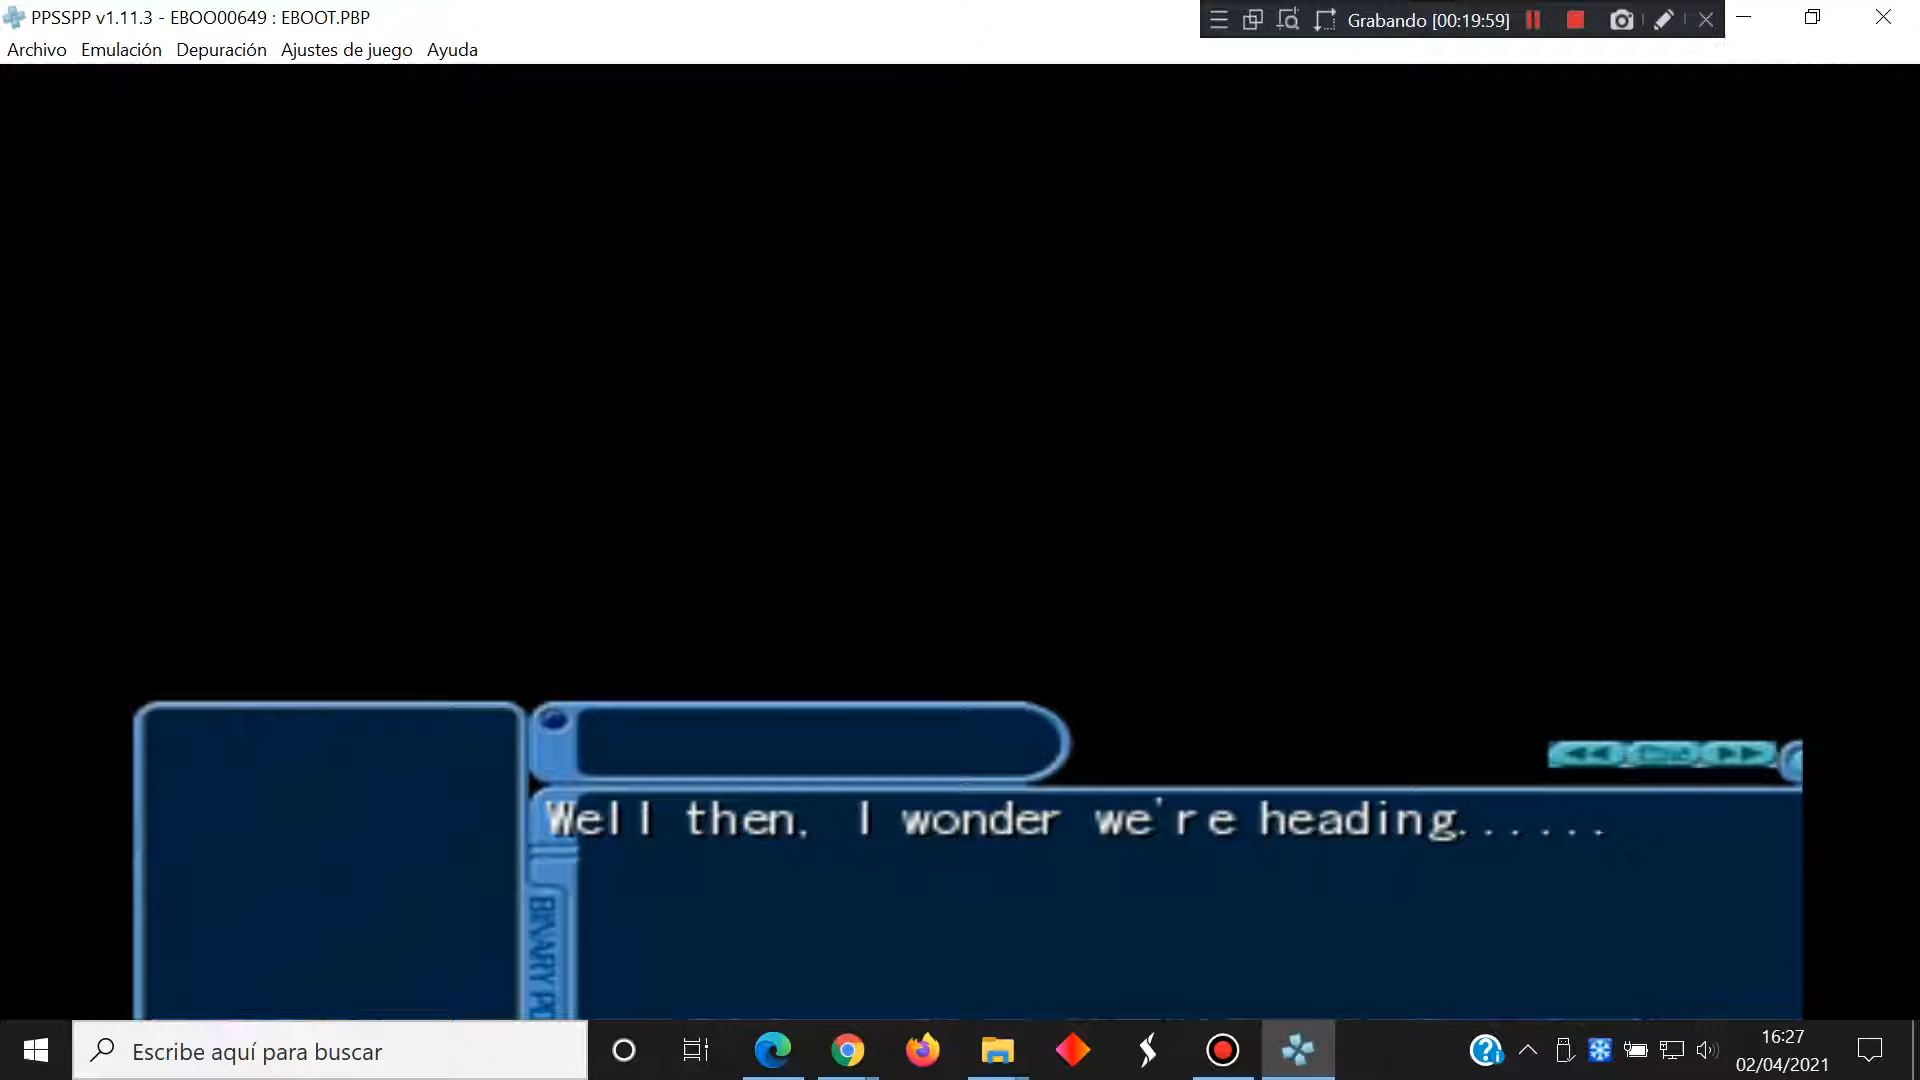 PPSSPP v1.11.3 - EBOO00649 : EBOOT.PBP
Grabando [00:19:59]
Archivo Emulación Depuración Ajustes de juego Ayuda
Well then, I wonder we're heading......
BINARY
Escribe aquí para buscar
16:27
02/04/2021